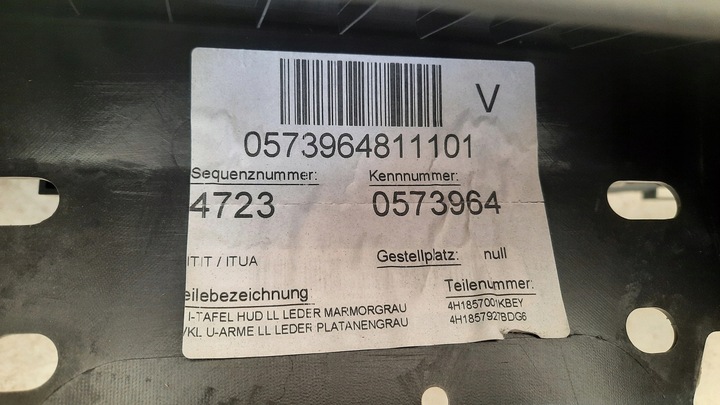 V
0573964811101
Sequenznummer: Kennnummer:
4723 0573964
ITIT / ITUA Gestellplatz: null
eilebezeichnung Teilenummer:
I-TAFEL HUD LL LEDER MARMORGRAU 4H1857001KBEY
/KL U-ARME LL LEDER PLATANENGRAU 4H1857927BDG6